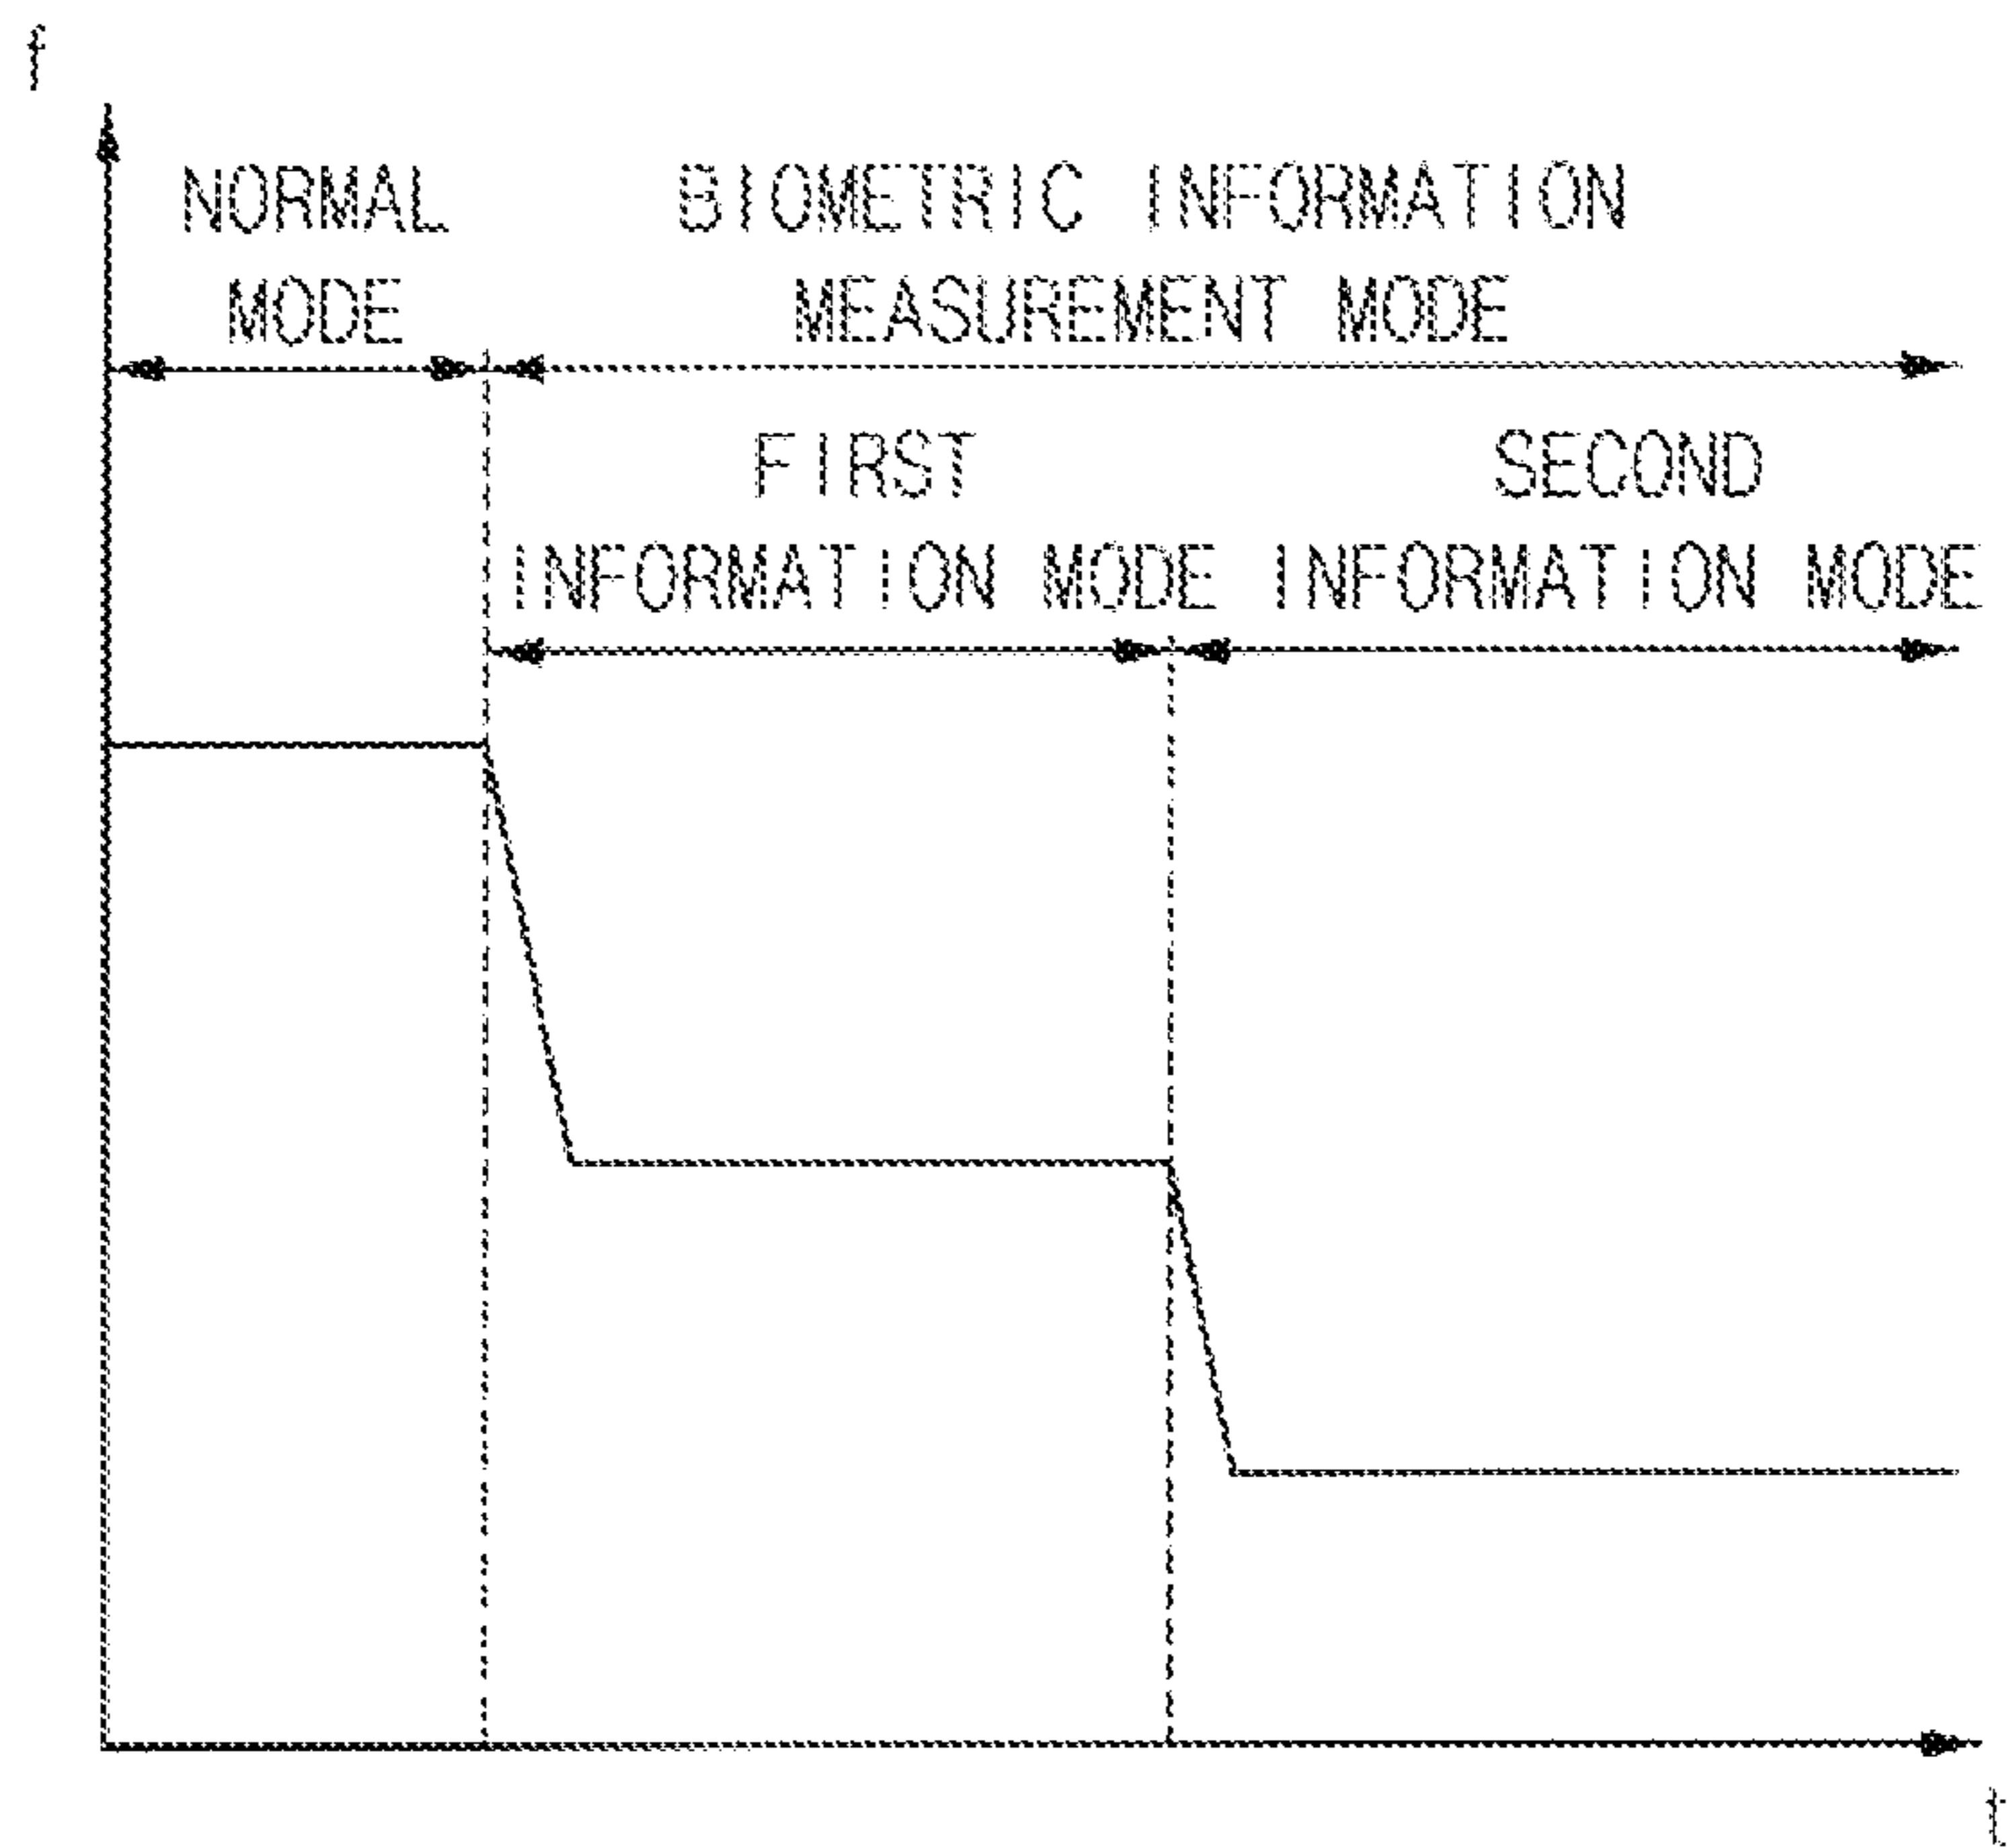 f
NORMAL
MODE
BIOMETRIC INFORMATION
MEASUREMENT MODE
FIRST
INFORMATION MODE
SECOND
INFORMATION MODE
t